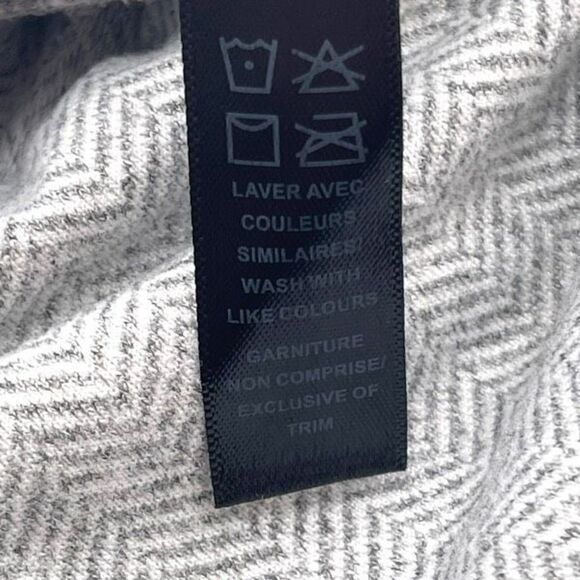 LAVER AVEC
COULEURS
SIMILAIRES/
WASH WITH
LIKE COLOURS
GARNITURE
NON COMPRISE/
EXCLUSIVE OF
TRIM